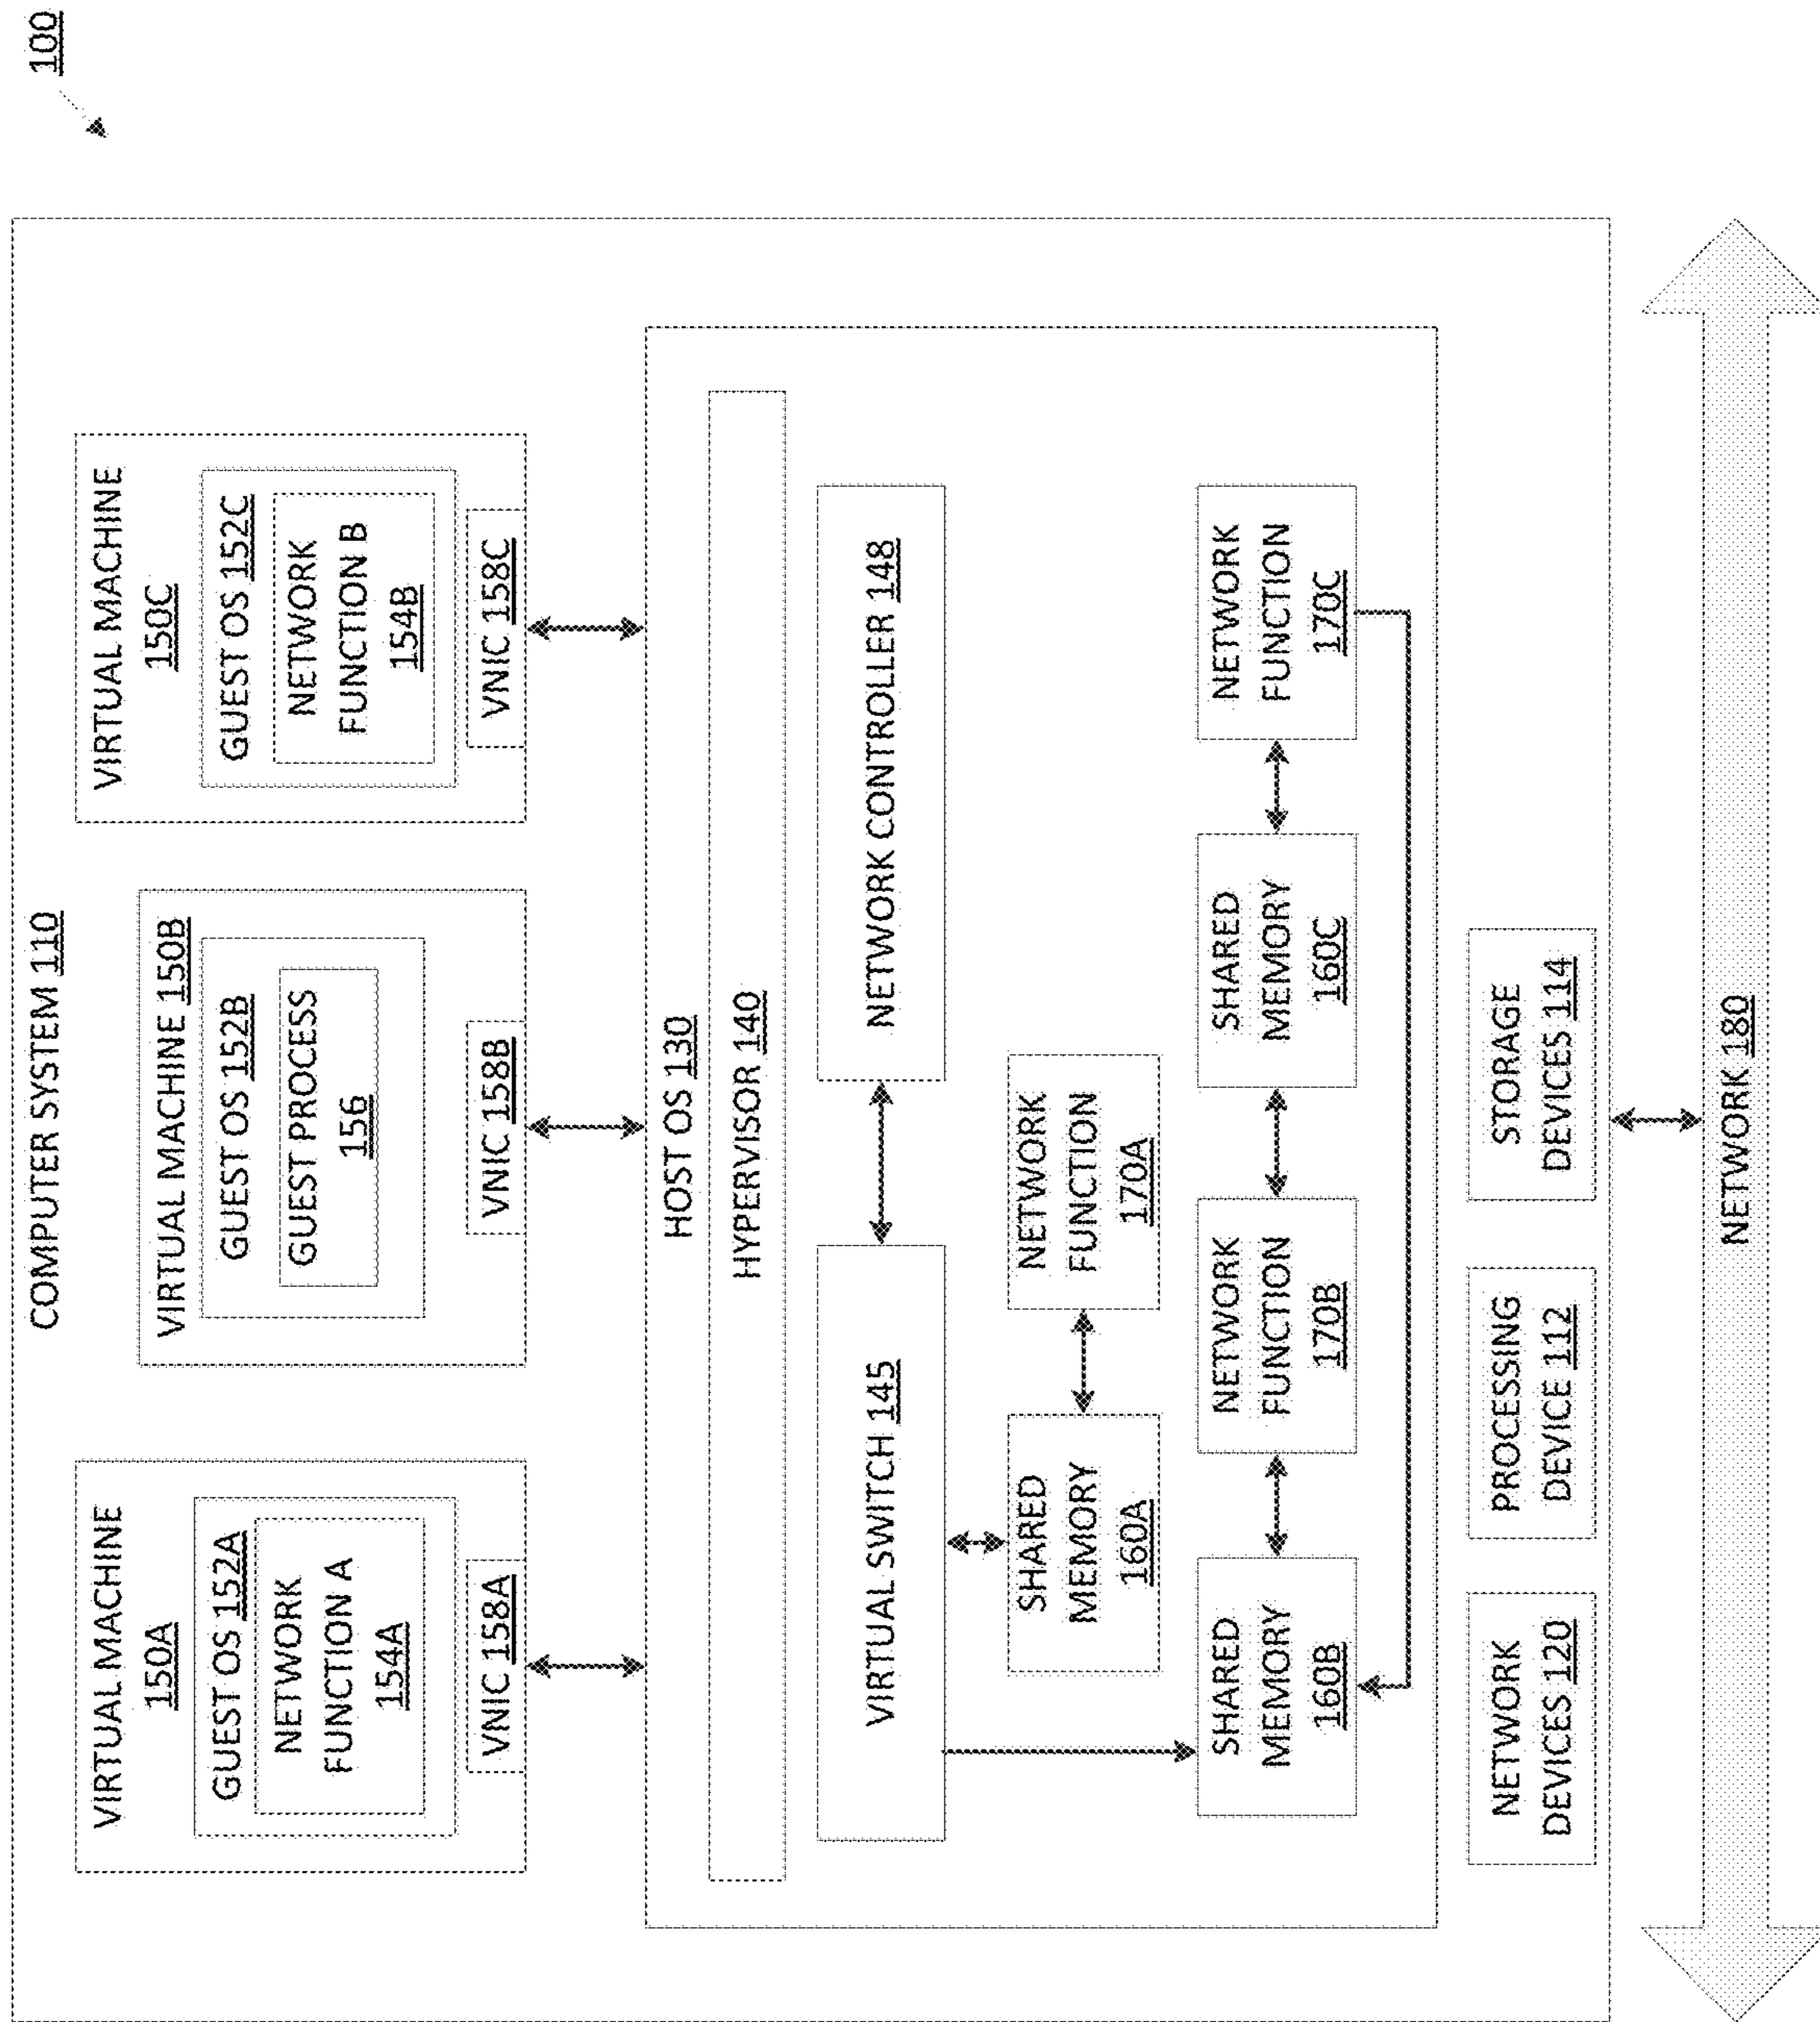 100
COMPUTER SYSTEM 110
VIRTUAL MACHINE
150A
GUEST OS 152A
NETWORK
FUNCTION A
154A
VNIC 158A
VIRTUAL MACHINE 150B
GUEST OS 152B
GUEST PROCESS
156
VNIC 158B
VIRTUAL MACHINE
150C
GUEST OS 152C
NETWORK
FUNCTION B
154B
VNIC 158C
HOST OS 130
HYPERVISOR 140
VIRTUAL SWITCH 145
NETWORK CONTROLLER 148
SHARED
MEMORY
160A
NETWORK
FUNCTION
170A
SHARED
MEMORY
160B
NETWORK
FUNCTION
170B
SHARED
MEMORY
160C
NETWORK
FUNCTION
170C
NETWORK
DEVICES 120
PROCESSING
DEVICE 112
STORAGE
DEVICES 114
NETWORK 180